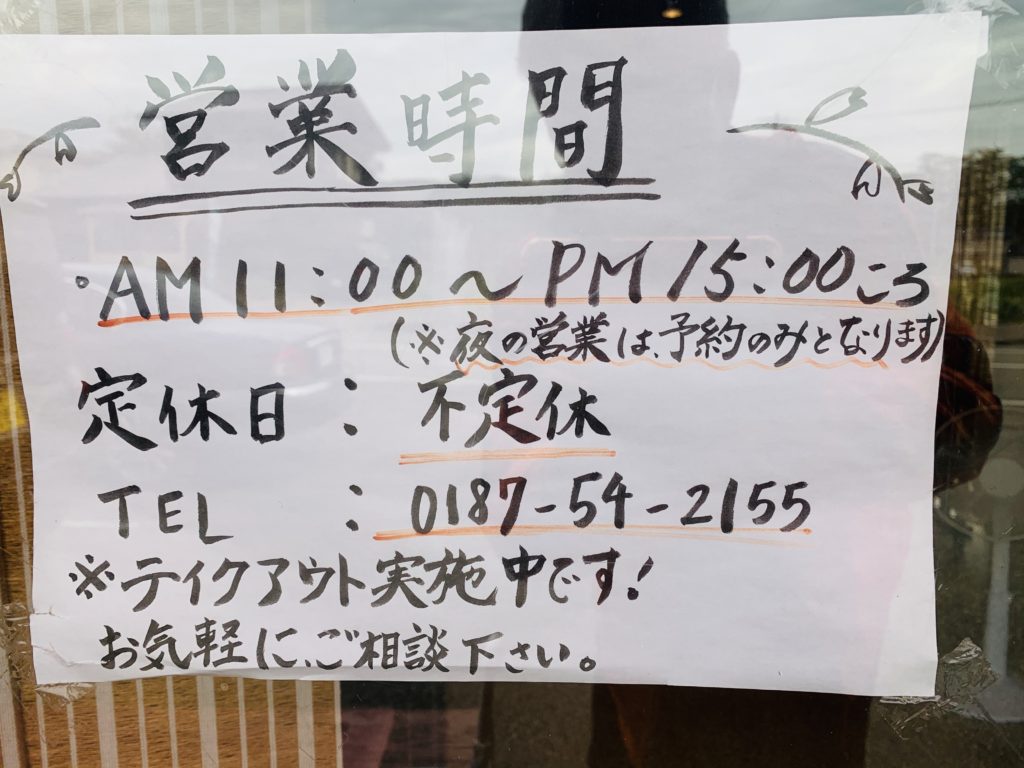 営業時間
・AM11:00〜PM15:00ころ
(※夜の営業は、予約のみとなります)
定休日:不定休
TEL:0187-54-2155
※テイクアウト実施中です!
お気軽に、ご相談下さい。